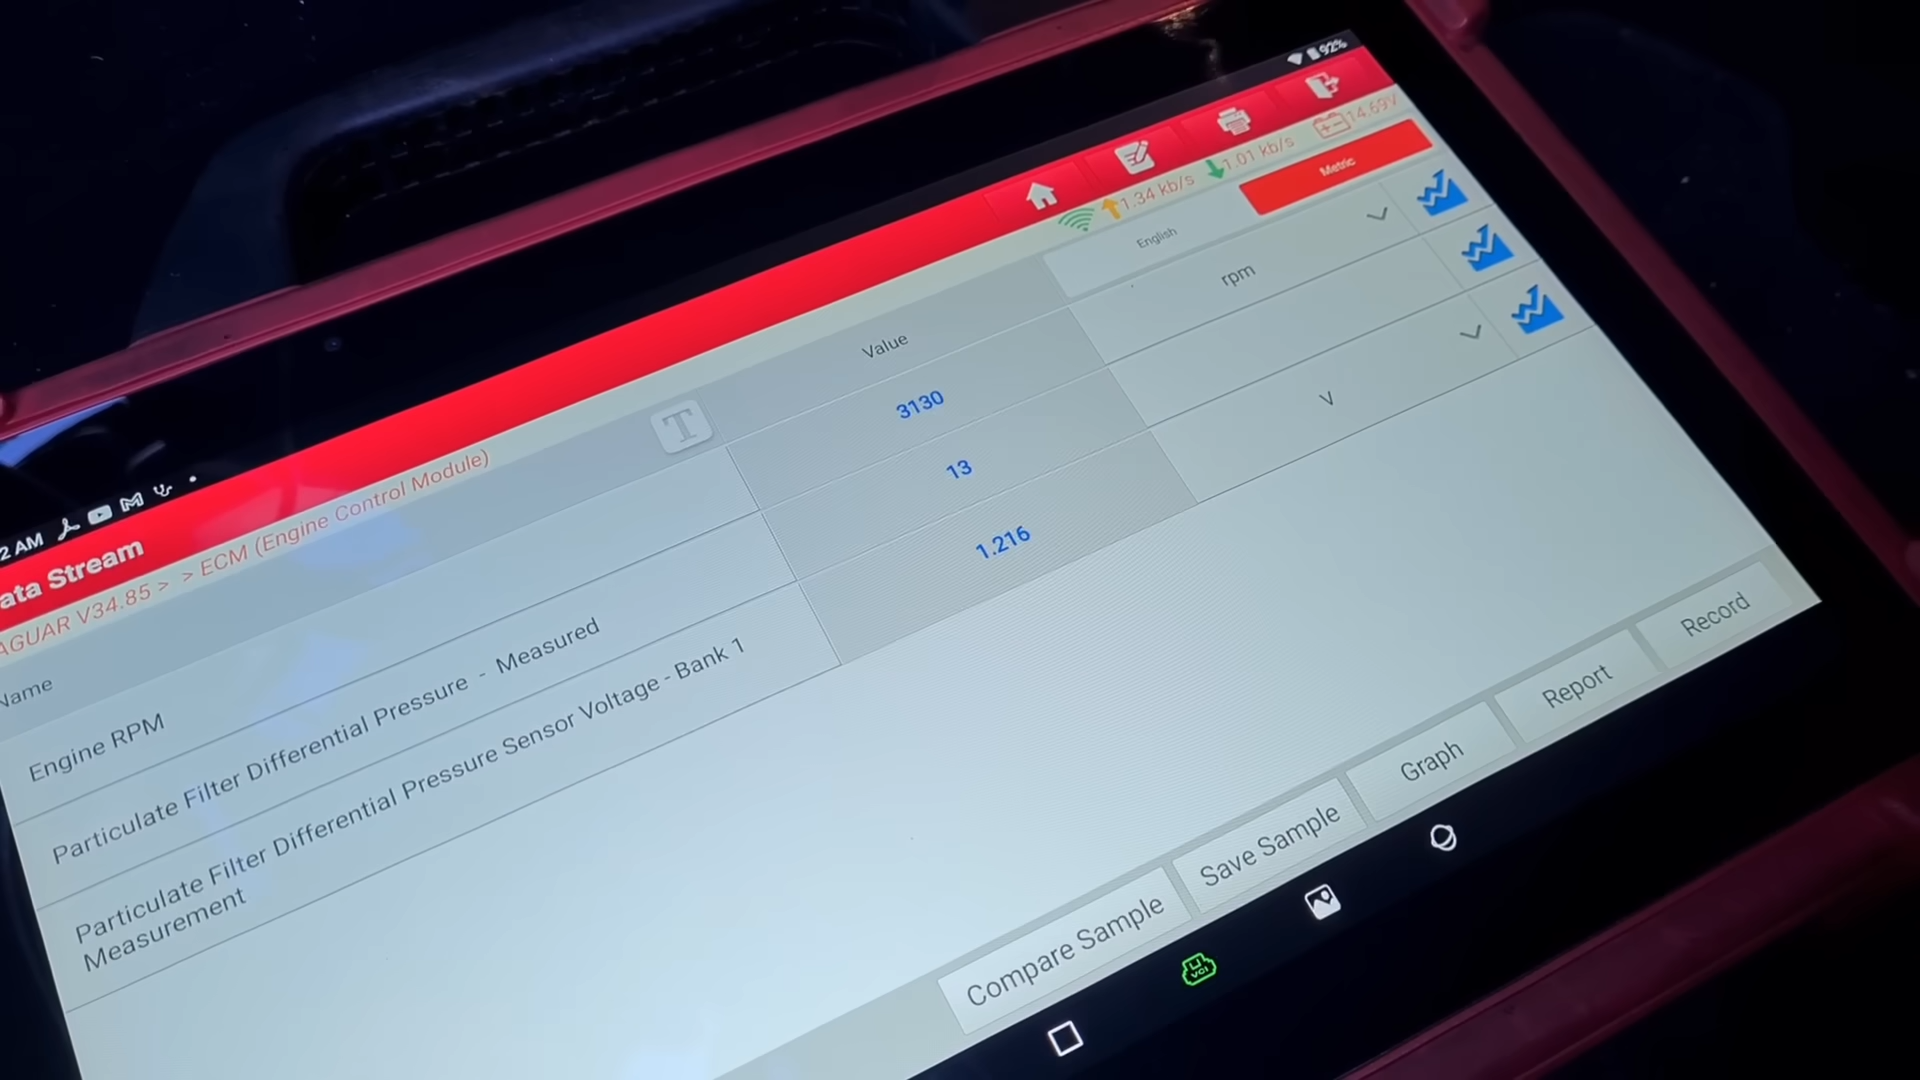 92%
2 AM
ata Stream
14.69V
1.34 kb/s 1.01 kb/s
AGUAR V34.85 > > ECM (Engine Control Module)
English Metric
Name T Value
Engine RPM 3130 rpm
Particulate Filter Differential Pressure - Measured 13
Particulate Filter Differential Pressure Sensor Voltage - Bank 1 1.216 V
Measurement
Compare Sample Save Sample Graph Report Record
VCI